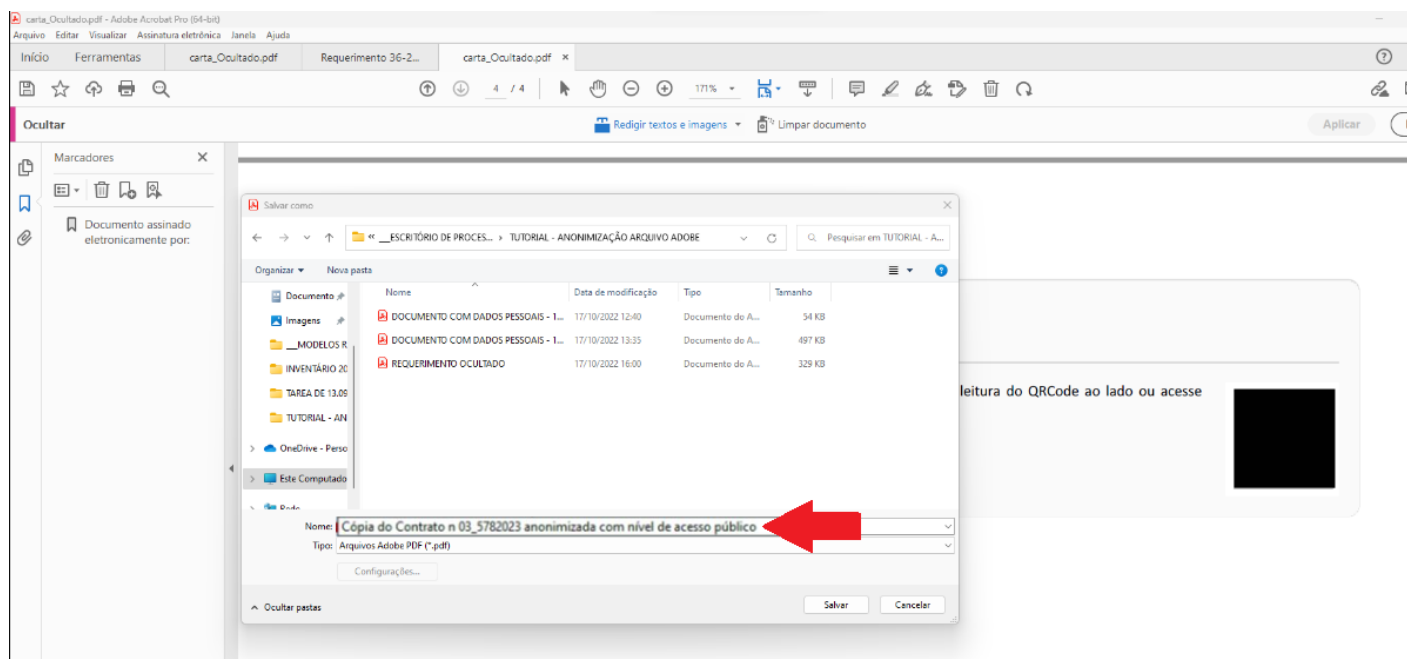 carta_Ocultado.pdf - Adobe Acrobat Pro (64-bit)
Arquivo Editar Visualizar Assinatura eletrônica Janela Ajuda
Início Ferramentas carta_Ocultado.pdf Requerimento 36-2... carta_Ocultado.pdf ×
4 / 4 171%
Ocultar Redigir textos e imagens Limpar documento Aplicar
Marcadores
Documento assinado
eletronicamente por:
Salvar como
« __ESCRITÓRIO DE PROCES... › TUTORIAL - ANONIMIZAÇÃO ARQUIVO ADOBE Pesquisar em TUTORIAL - A...
Organizar Nova pasta
Nome Data de modificação Tipo Tamanho
Documento
Imagens
__MODELOS R
INVENTÁRIO 20
TAREA DE 13.09
TUTORIAL - AN
OneDrive - Perso
Este Computado
Rede
DOCUMENTO COM DADOS PESSOAIS - 1... 17/10/2022 12:40 Documento do A... 54 KB
DOCUMENTO COM DADOS PESSOAIS - 1... 17/10/2022 13:35 Documento do A... 497 KB
REQUERIMENTO OCULTADO 17/10/2022 16:00 Documento do A... 329 KB
leitura do QRCode ao lado ou acesse
Nome: Cópia do Contrato n 03_5782023 anonimizada com nível de acesso público
Tipo: Arquivos Adobe PDF (*.pdf)
Configurações...
Ocultar pastas Salvar Cancelar